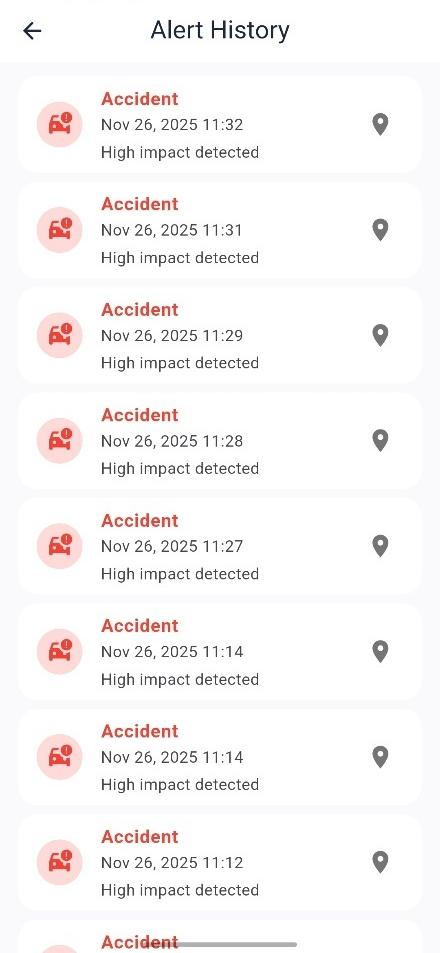 Alert History
Accident
Nov 26, 2025 11:32
High impact detected
Accident
Nov 26, 2025 11:31
High impact detected
Accident
Nov 26, 2025 11:29
High impact detected
Accident
Nov 26, 2025 11:28
High impact detected
Accident
Nov 26, 2025 11:27
High impact detected
Accident
Nov 26, 2025 11:14
High impact detected
Accident
Nov 26, 2025 11:14
High impact detected
Accident
Nov 26, 2025 11:12
High impact detected
Accident